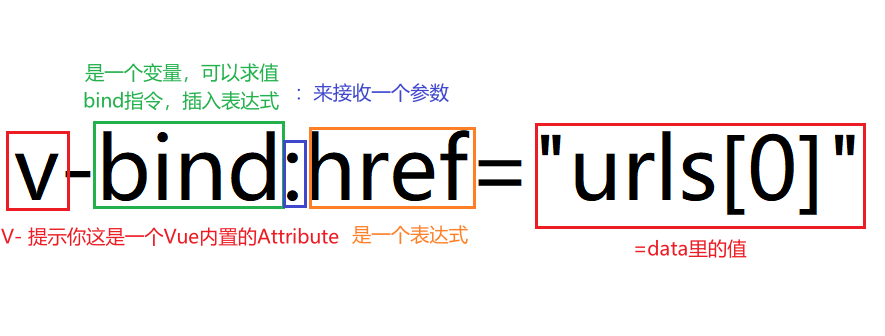 是一个变量，可以求值
bind指令，插入表达式
：来接收一个参数
v-bind:href="urls[0]"
V- 提示你这是一个Vue内置的Attribute
是一个表达式
=data里的值